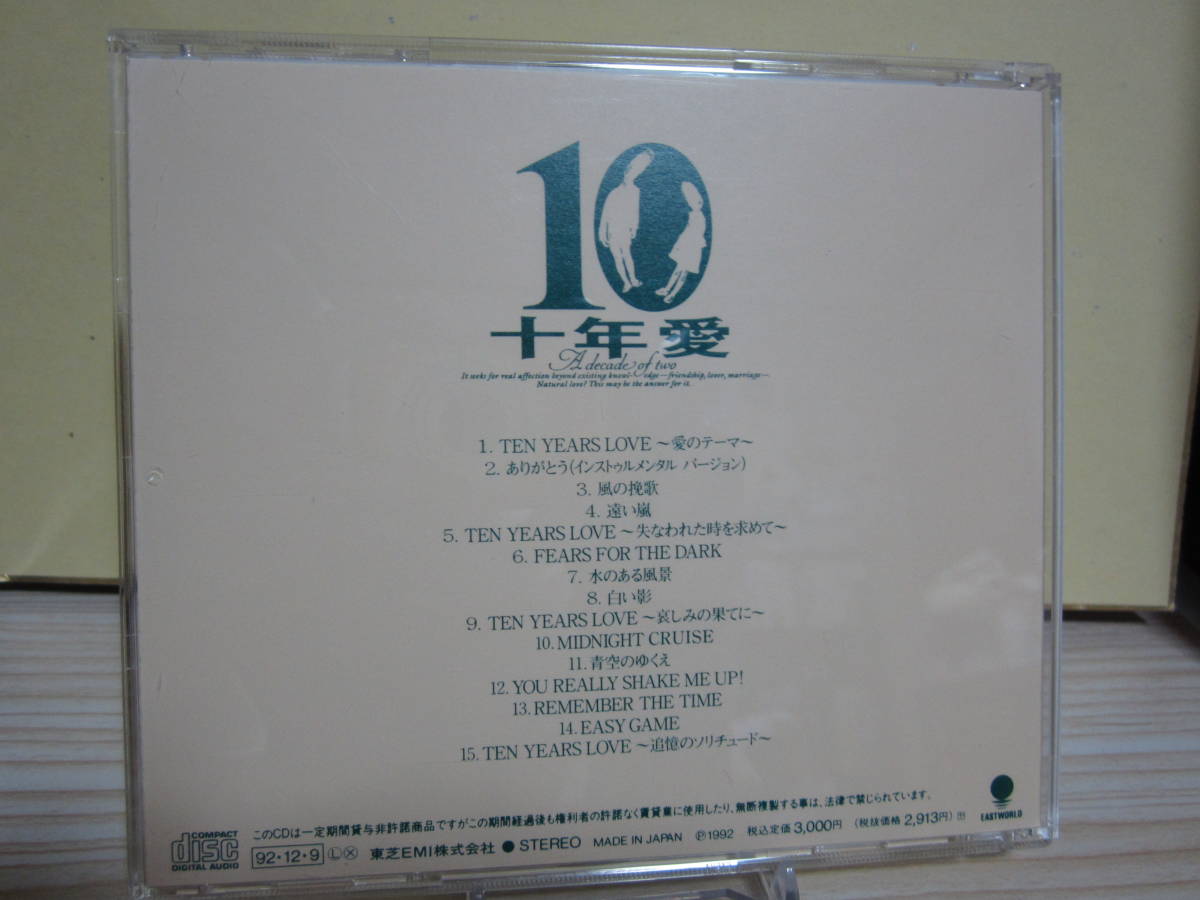 10
十年愛
A decade of two
It seeks for real affection beyond existing knowl- edge—friendship, lover, marriage—
Natural love? This may be the answer for it.
1. TEN YEARS LOVE ～愛のテーマ～
2. ありがとう(インストゥルメンタル バージョン)
3. 風の挽歌
4. 遠い嵐
5. TEN YEARS LOVE ～失なわれた時を求めて～
6. FEARS FOR THE DARK
7. 水のある風景
8. 白い影
9. TEN YEARS LOVE ～哀しみの果てに～
10. MIDNIGHT CRUISE
11. 青空のゆくえ
12. YOU REALLY SHAKE ME UP!
13. REMEMBER THE TIME
14. EASY GAME
15. TEN YEARS LOVE ～追憶のソリチュード～
このCDは一定期間貸与非許諾商品ですがこの期間経過後も権利者の許諾なく賃貸業に使用したり、無断複製する事は、法律で禁じられています。
EASTWORLD
COMPACT
disc
DIGITAL AUDIO
92・12・9 Ⓛ Ⓧ 東芝EMI株式会社 ● STEREO MADE IN JAPAN Ⓟ1992 税込定価3,000円 (税抜価格2,913円)